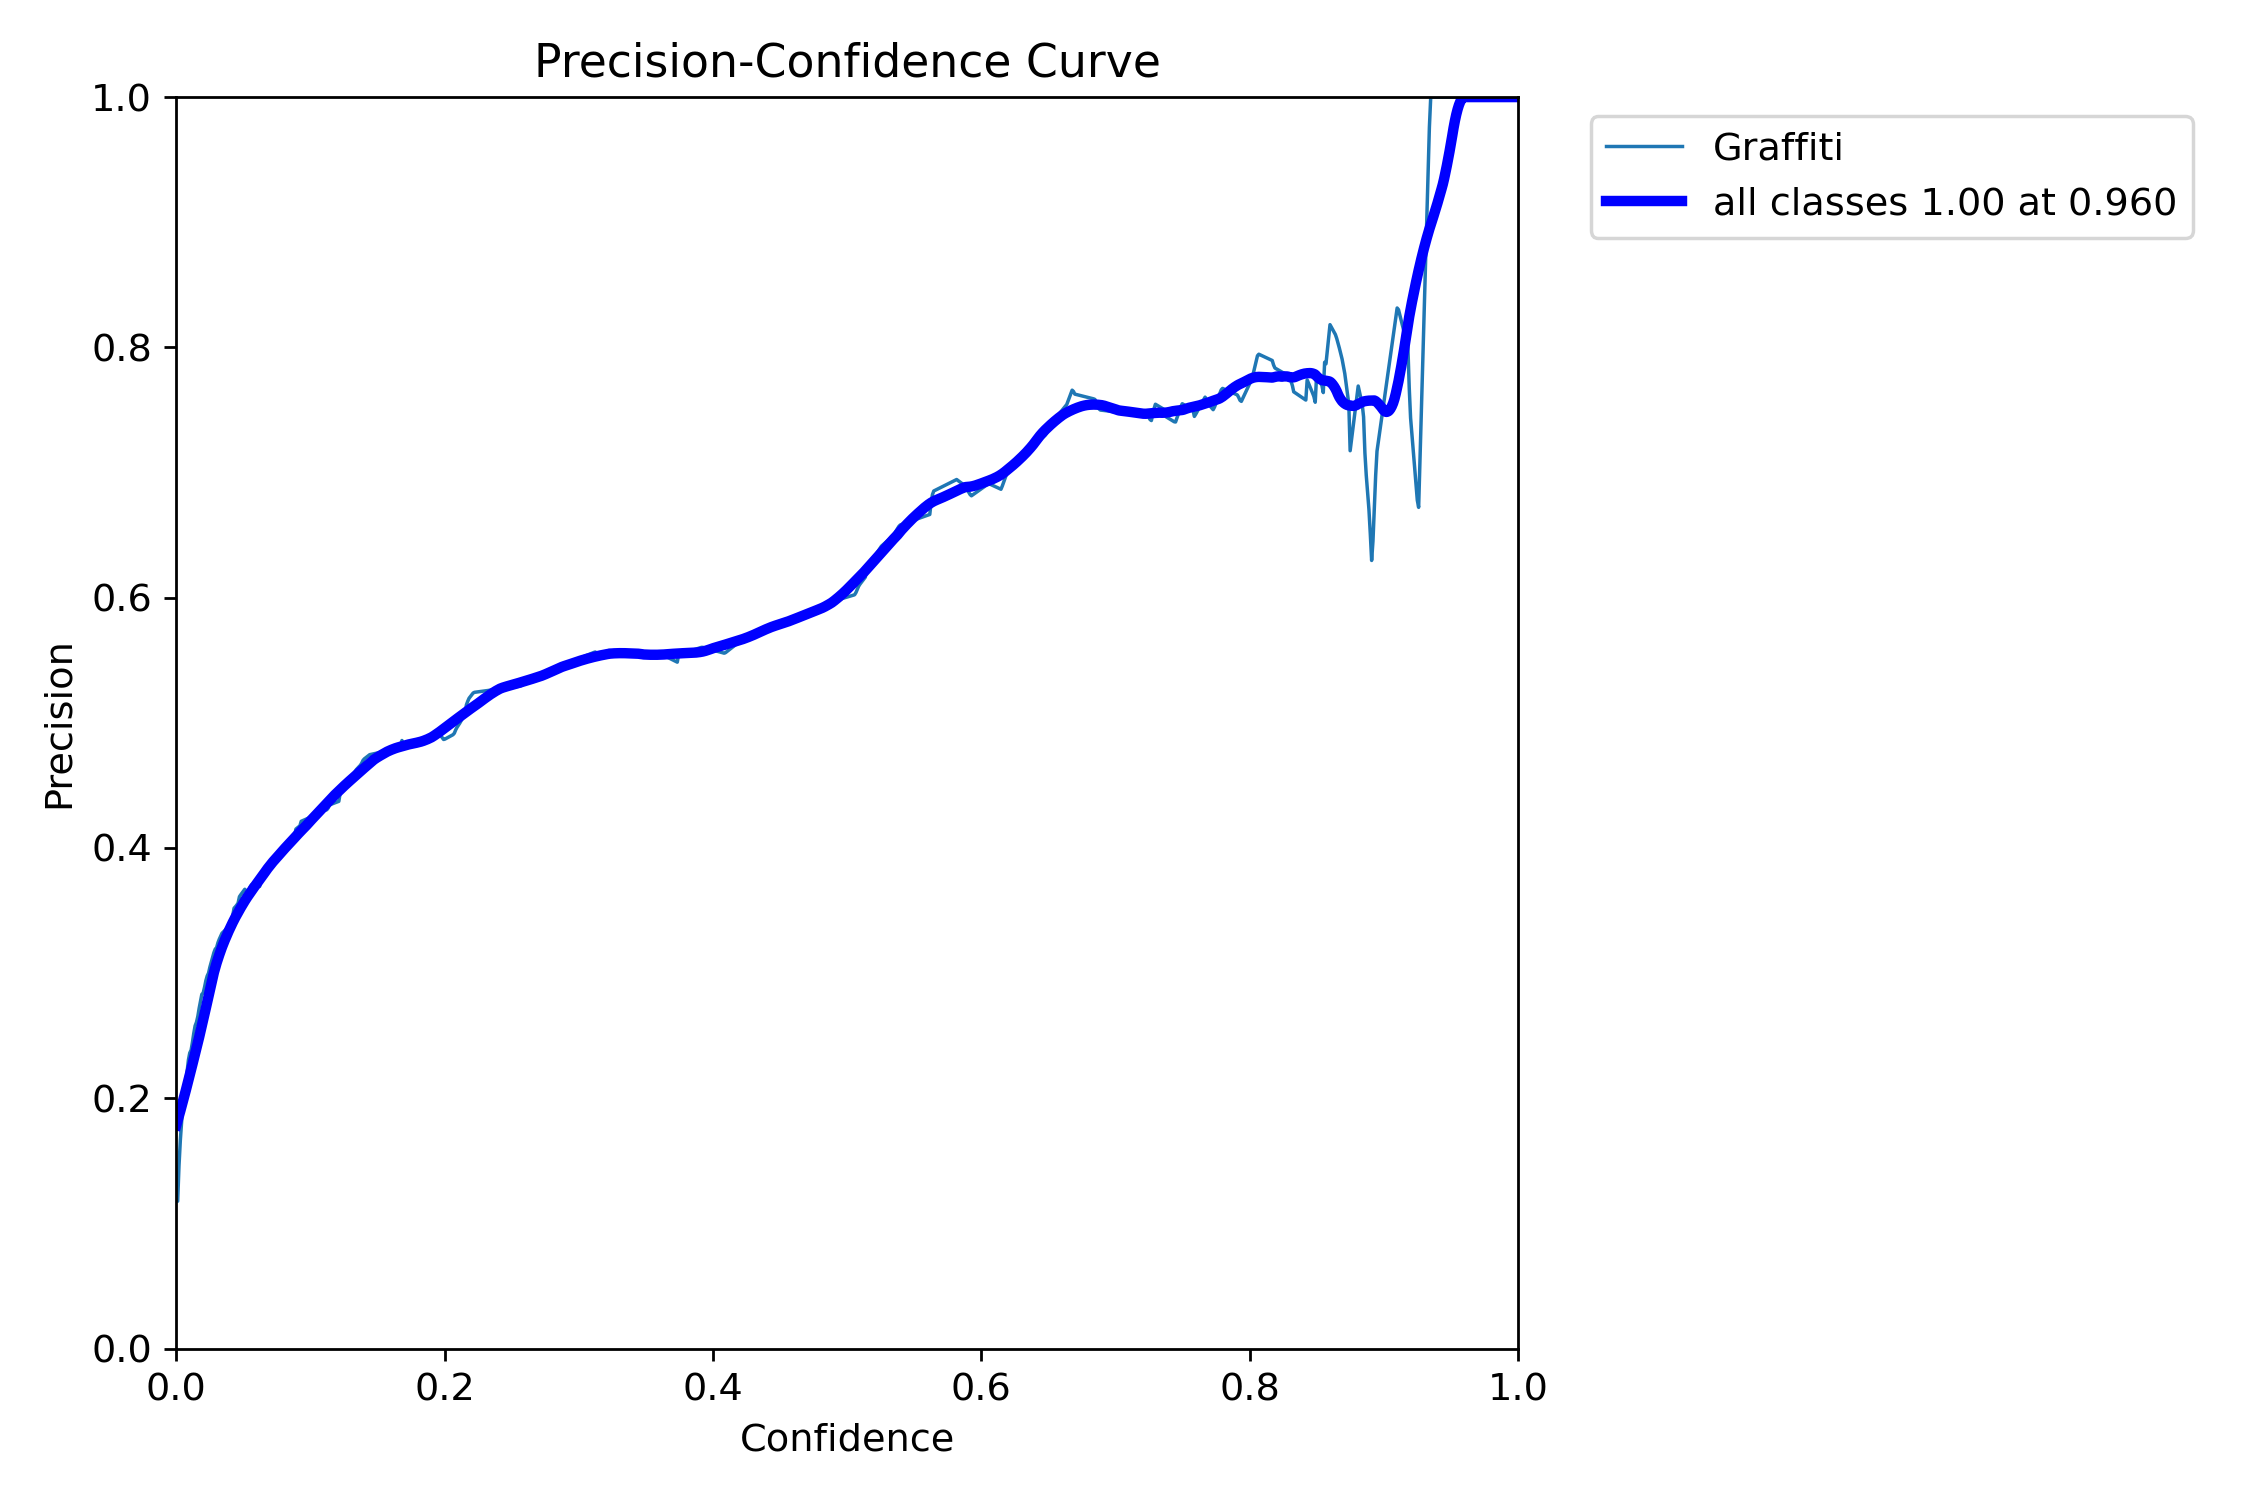 Precision-Confidence Curve
1.0
0.8
0.6
0.4
0.2
0.0
Precision
0.0 0.2 0.4 0.6 0.8 1.0
Confidence
Graffiti
all classes 1.00 at 0.960